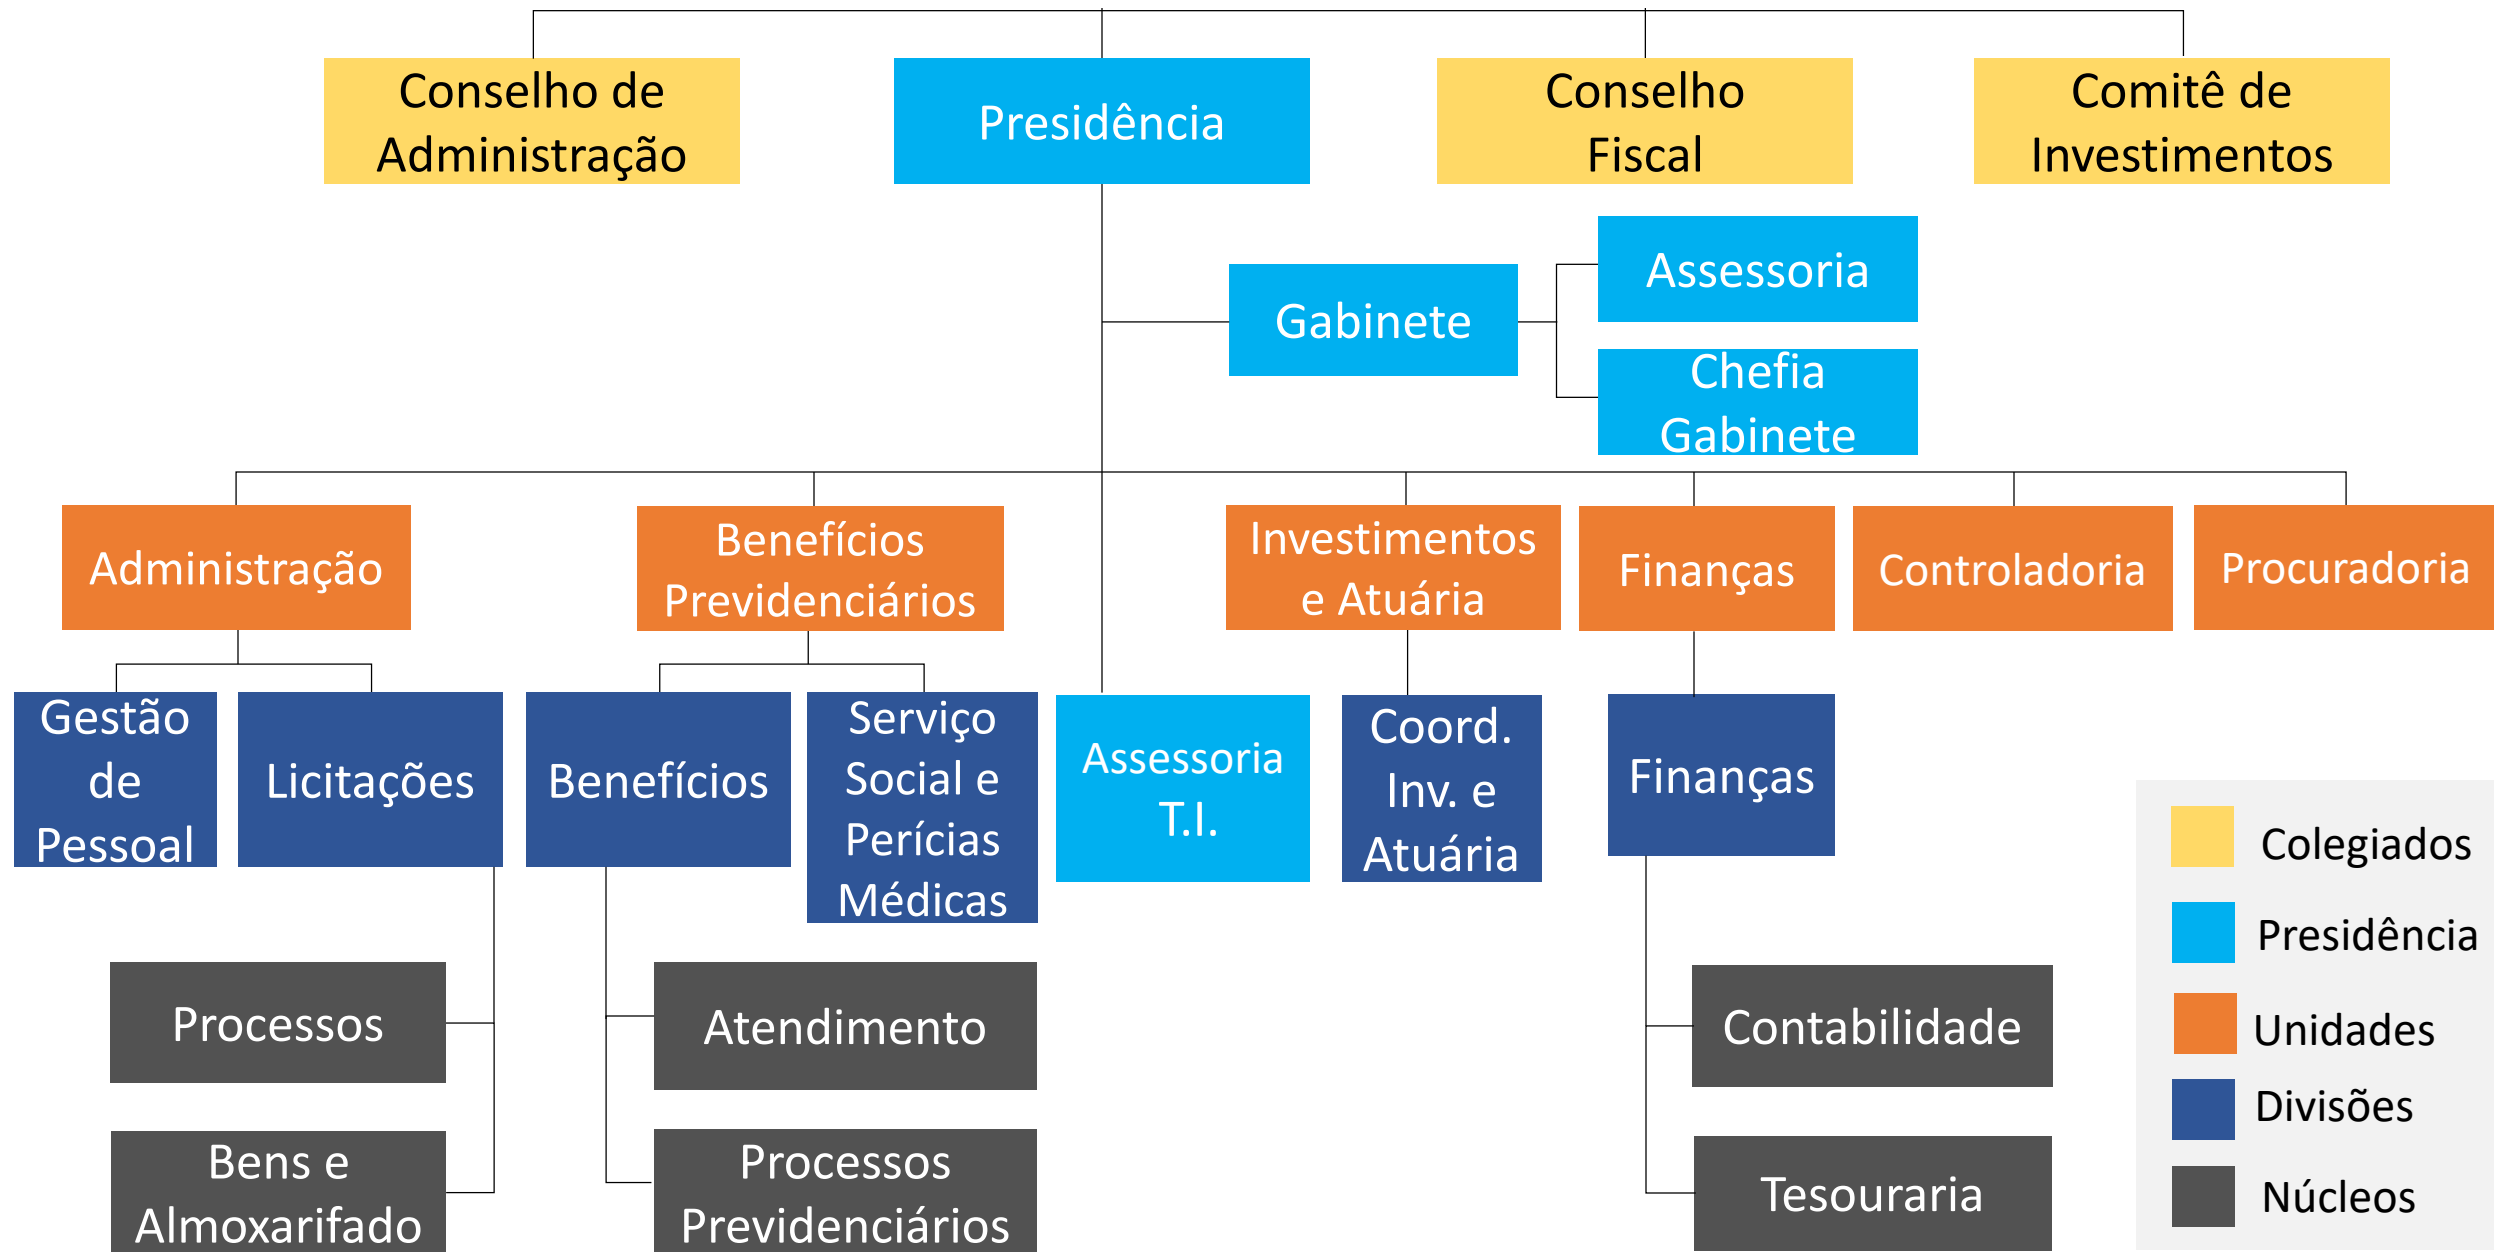 Conselho de
Administração
Presidência
Conselho
Fiscal
Comitê de
Investimentos
Gabinete
Assessoria
Chefia
Gabinete
Administração
Benefícios
Previdenciários
Investimentos
e Atuária
Finanças
Controladoria
Procuradoria
Gestão
de
Pessoal
Licitações
Benefícios
Serviço
Social e
Perícias
Médicas
Assessoria
T.I.
Coord.
Inv. e
Atuária
Finanças
Processos
Atendimento
Contabilidade
Bens e
Almoxarifado
Processos
Previdenciários
Tesouraria
Colegiados
Presidência
Unidades
Divisões
Núcleos